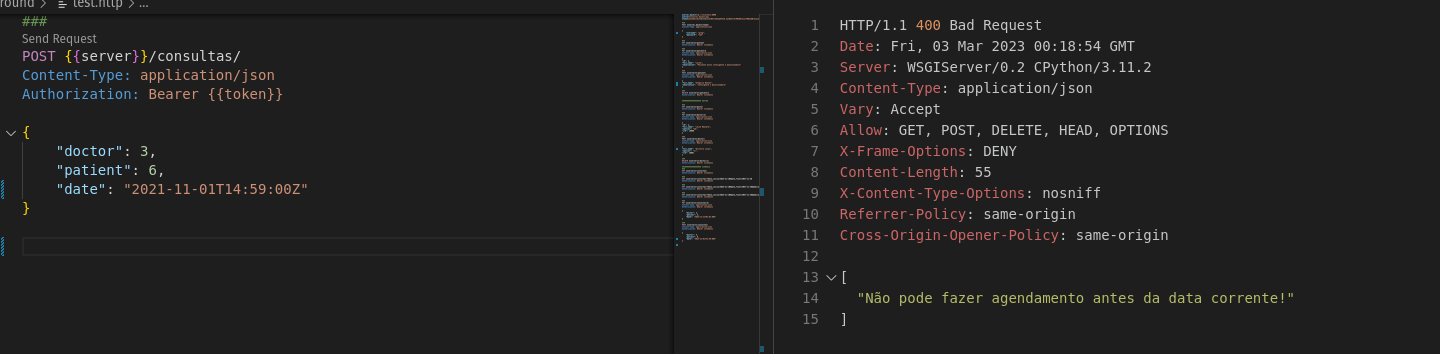 round > test.http > ...
###
Send Request
POST {{server}}/consultas/
Content-Type: application/json
Authorization: Bearer {{token}}
{
"doctor": 3,
"patient": 6,
"date": "2021-11-01T14:59:00Z"
}
1 HTTP/1.1 400 Bad Request
2 Date: Fri, 03 Mar 2023 00:18:54 GMT
3 Server: WSGIServer/0.2 CPython/3.11.2
4 Content-Type: application/json
5 Vary: Accept
6 Allow: GET, POST, DELETE, HEAD, OPTIONS
7 X-Frame-Options: DENY
8 Content-Length: 55
9 X-Content-Type-Options: nosniff
10 Referrer-Policy: same-origin
11 Cross-Origin-Opener-Policy: same-origin
12
13 [
14 "Não pode fazer agendamento antes da data corrente!"
15 ]